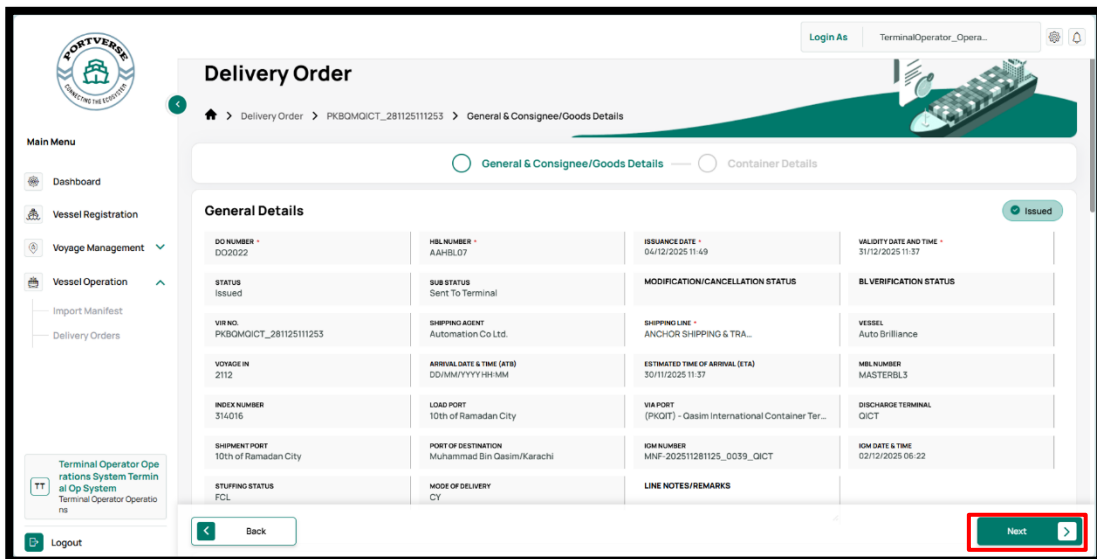 PORTVERSE
CONNECTING THE ECOSYSTEM
Login As
TerminalOperator_Opera...
Delivery Order
Delivery Order > PKBQMQICT_281125111253 > General & Consignee/Goods Details
Main Menu
Dashboard
Vessel Registration
Voyage Management
Vessel Operation
Import Manifest
Delivery Orders
General & Consignee/Goods Details
Container Details
General Details
Issued
DO NUMBER *
DO2022
HBL NUMBER *
AAHBL07
ISSUANCE DATE *
04/12/2025 11:49
VALIDITY DATE AND TIME *
31/12/2025 11:37
STATUS
Issued
SUB STATUS
Sent To Terminal
MODIFICATION/CANCELLATION STATUS
BL VERIFICATION STATUS
VIR NO.
PKBQMQICT_281125111253
SHIPPING AGENT
Automation Co Ltd.
SHIPPING LINE *
ANCHOR SHIPPING & TRA...
VESSEL
Auto Brilliance
VOYAGE IN
2112
ARRIVAL DATE & TIME (ATB)
DD/MM/YYYY HH:MM
ESTIMATED TIME OF ARRIVAL (ETA)
30/11/2025 11:37
MBL NUMBER
MASTERBL3
INDEX NUMBER
314016
LOAD PORT
10th of Ramadan City
VIA PORT
(PKQIT) - Qasim International Container Ter...
DISCHARGE TERMINAL
QICT
SHIPMENT PORT
10th of Ramadan City
PORT OF DESTINATION
Muhammad Bin Qasim/Karachi
IGM NUMBER
MNF-202511281125_0039_QICT
IGM DATE & TIME
02/12/2025 06:22
STUFFING STATUS
FCL
MODE OF DELIVERY
CY
LINE NOTES/REMARKS
TT
Terminal Operator Ope
rations System Termin
al Op System
Terminal Operator Operatio
ns
Logout
Back
Next